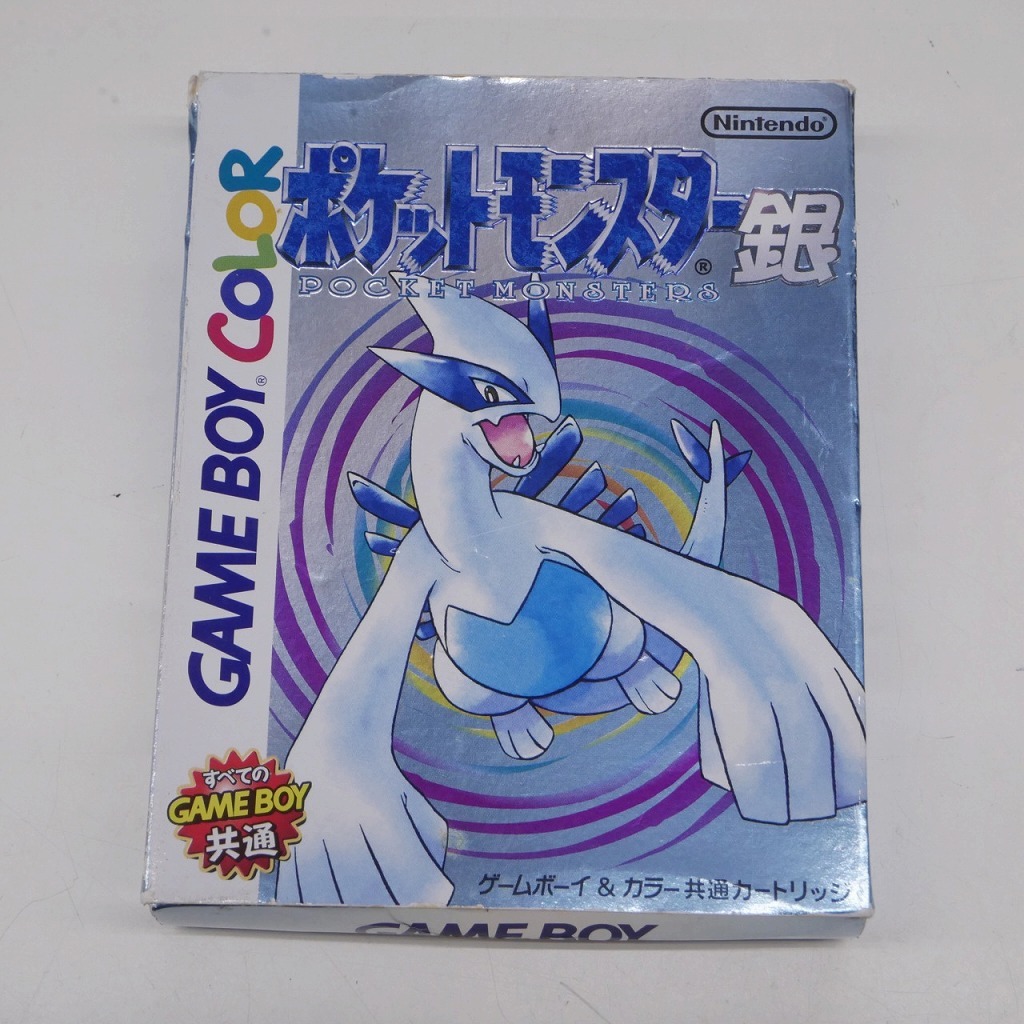 Nintendo
ポケットモンスター銀
POCKET MONSTERS
GAME BOY COLOR
すべての
GAME BOY
共通
ゲームボーイ & カラー共通カートリッジ
GAME BOY